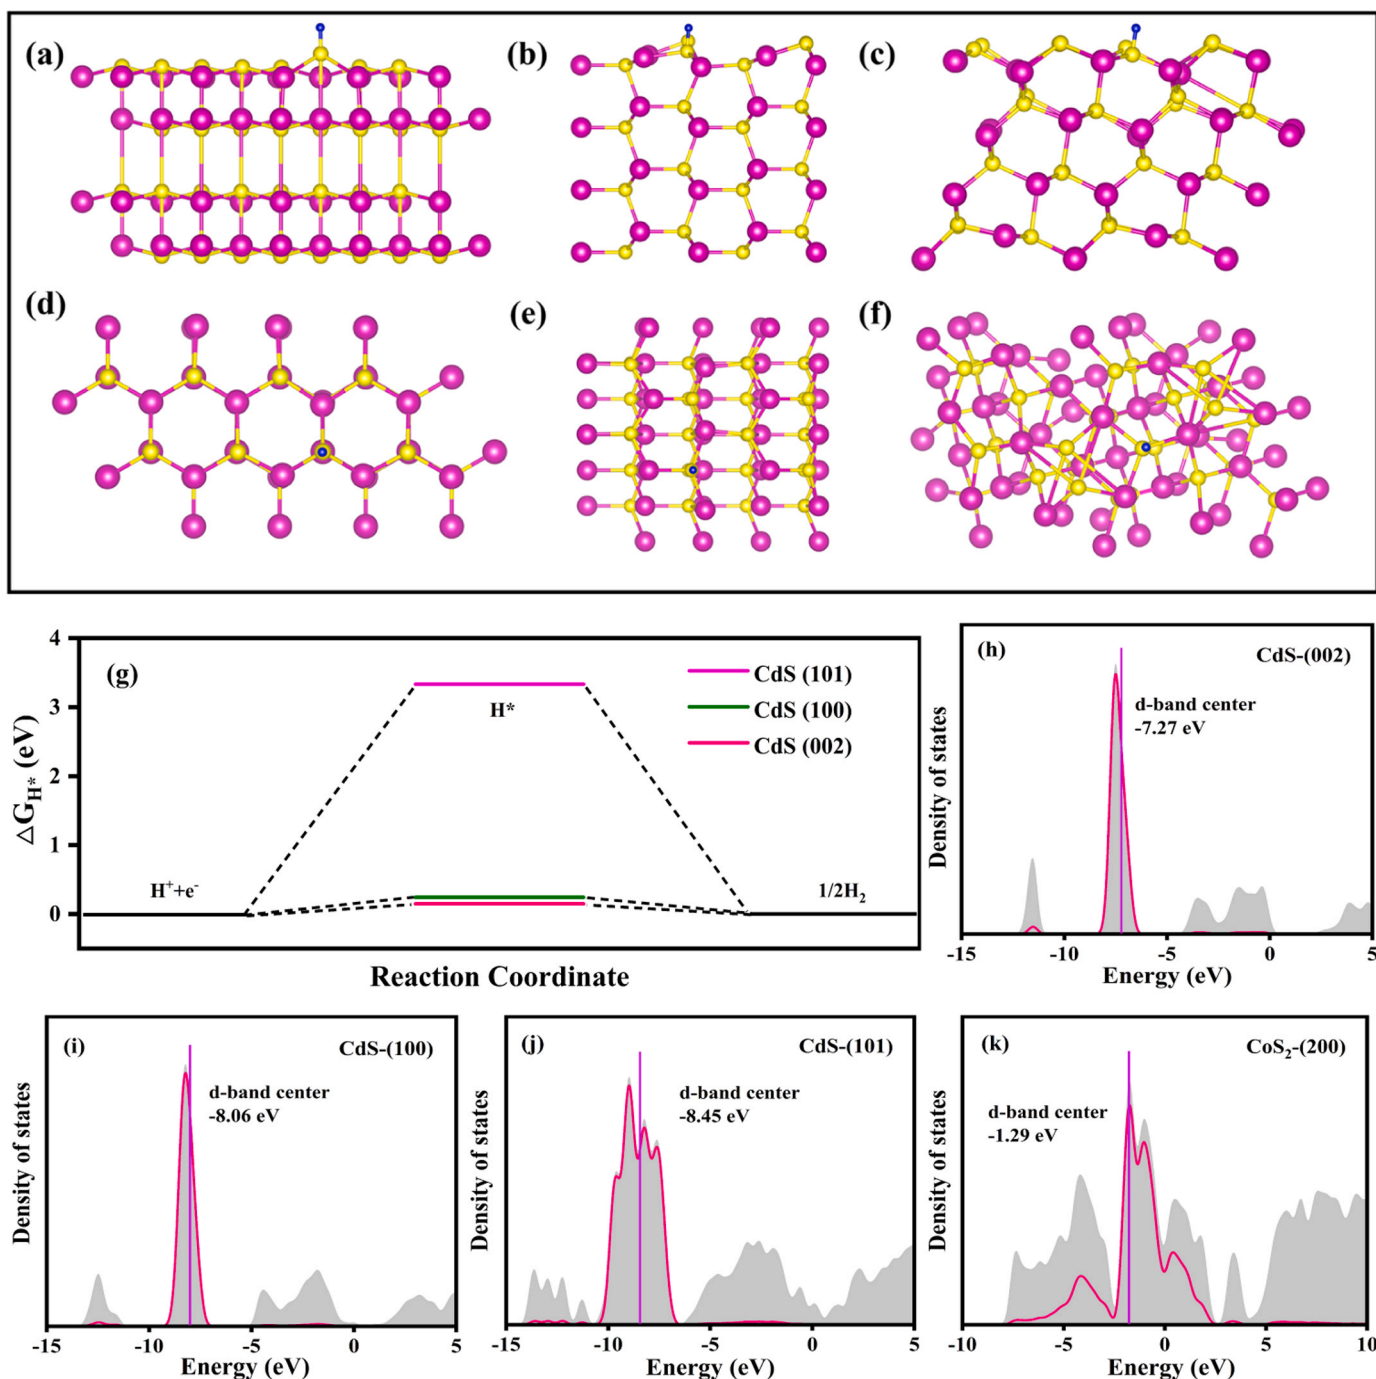 (a)
(b)
(c)
(d)
(e)
(f)
(g)
4
3
2
1
0
ΔG_H* (eV)
CdS (101)
CdS (100)
CdS (002)
H*
H⁺+e⁻
1/2H₂
Reaction Coordinate
(h)
CdS-(002)
d-band center
-7.27 eV
Density of states
-15 -10 -5 0 5
Energy (eV)
(i)
CdS-(100)
d-band center
-8.06 eV
Density of states
-15 -10 -5 0 5
Energy (eV)
(j)
CdS-(101)
d-band center
-8.45 eV
Density of states
-15 -10 -5 0 5
Energy (eV)
(k)
CoS₂-(200)
d-band center
-1.29 eV
Density of states
-10 -5 0 5 10
Energy (eV)